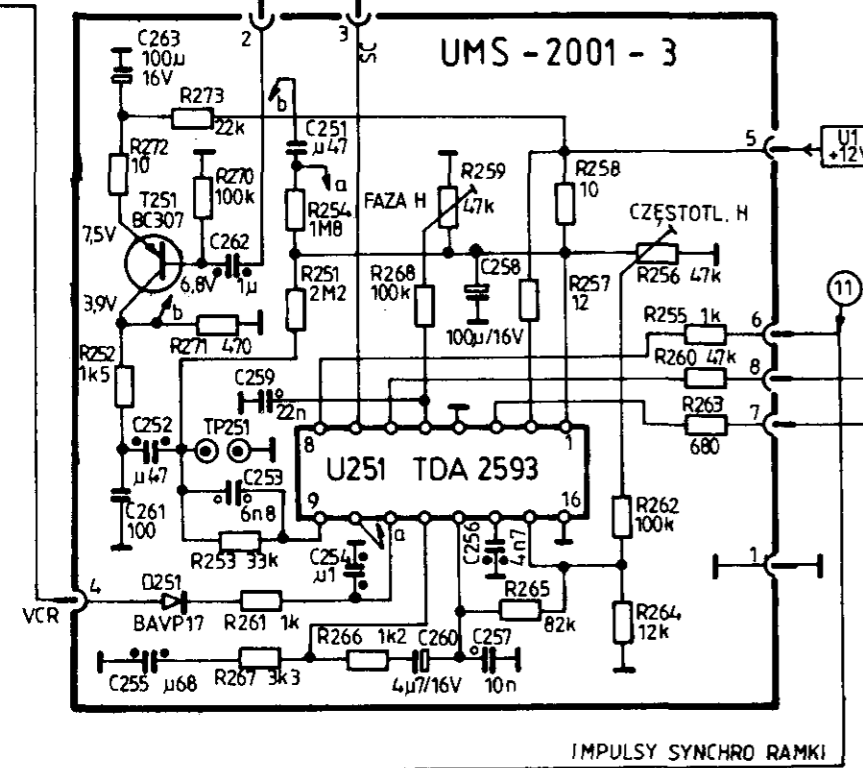 2
3
SC
UMS - 2001 - 3
C263
100µ
16V
R273
22k
b
C251
µ47
a
R272
10
R270
100k
T251
BC307
R254
1M8
FAZA H
R259
47k
R258
10
5
U1
+12V
CZĘSTOTL. H
7,5V
C262
1µ
6,8V
3,9V
b
R251
2M2
R268
100k
C258
100µ/16V
R257
12
R256 47k
11
R255 1k
6
R271 470
R252
1k5
R260 47k
8
C259
22n
R263
680
7
C252
µ47
TP251
8
1
U251 TDA 2593
9
16
C253
6n8
C261
100
R253 33k
C254
µ1
a
C256
4n7
R262
100k
1
4
VCR
D251
BAVP17
R261 1k
R265
82k
R264
12k
C255 µ68
R267 3k3
R266 1k2
C260
4µ7/16V
C257
10n
IMPULSY SYNCHRO RAMKI